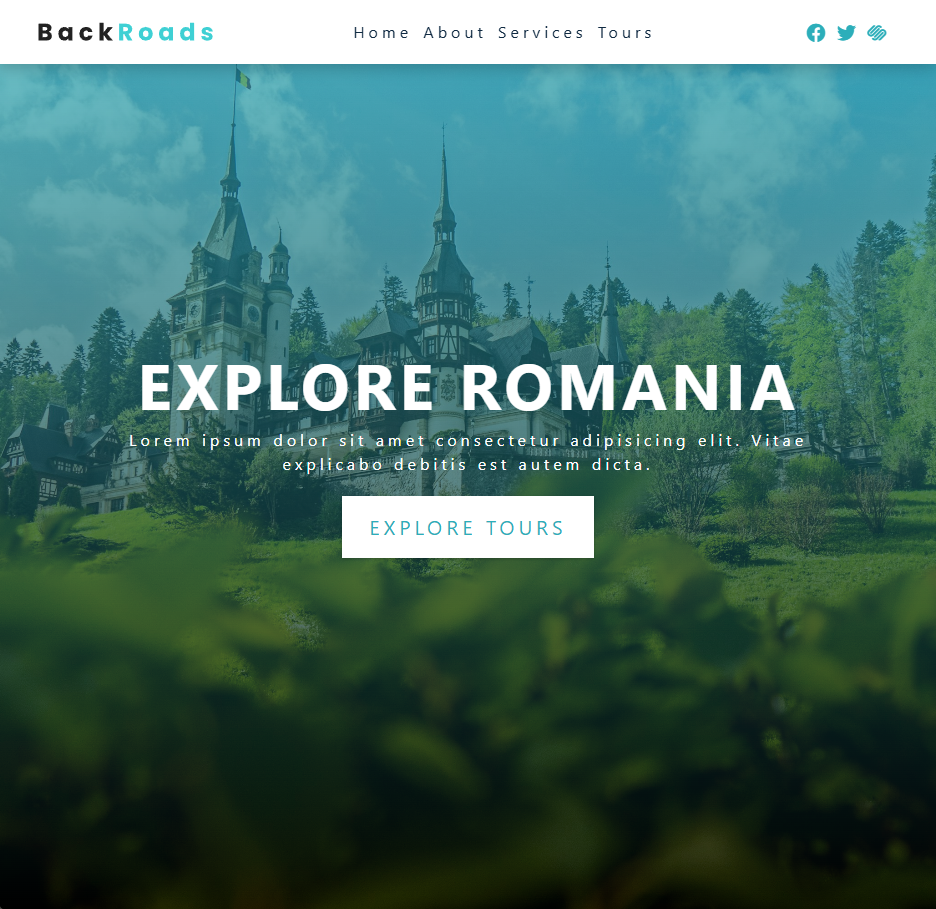 BackRoads
Home About Services Tours
EXPLORE ROMANIA
Lorem ipsum dolor sit amet consectetur adipisicing elit. Vitae
explicabo debitis est autem dicta.
EXPLORE TOURS